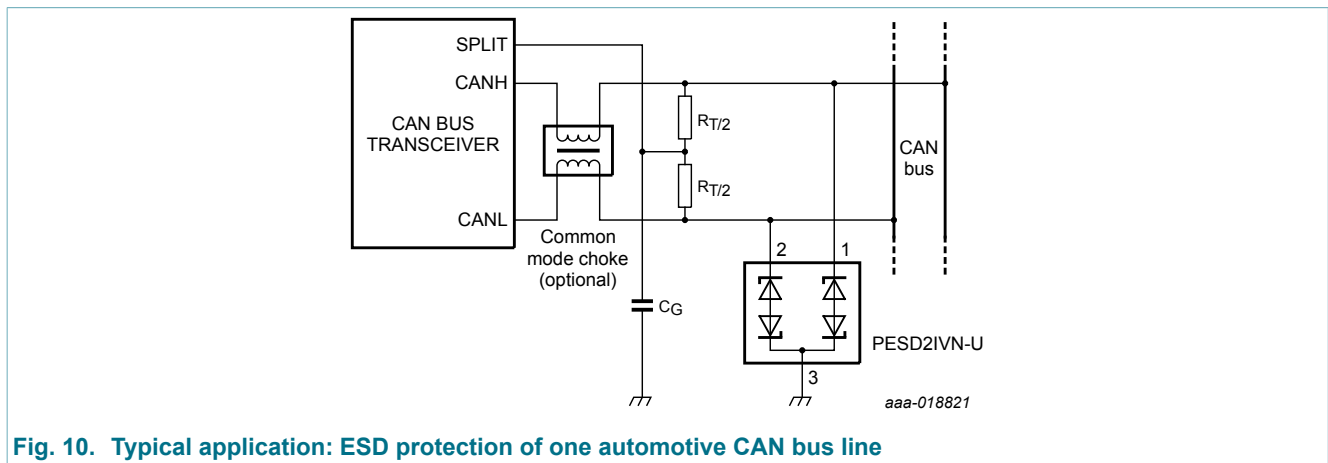 SPLIT
CANH
CAN BUS
TRANSCEIVER
CANL
Common
mode choke
(optional)
RT/2
RT/2
CG
CAN
bus
2
1
PESD2IVN-U
3
aaa-018821
Fig. 10. Typical application: ESD protection of one automotive CAN bus line